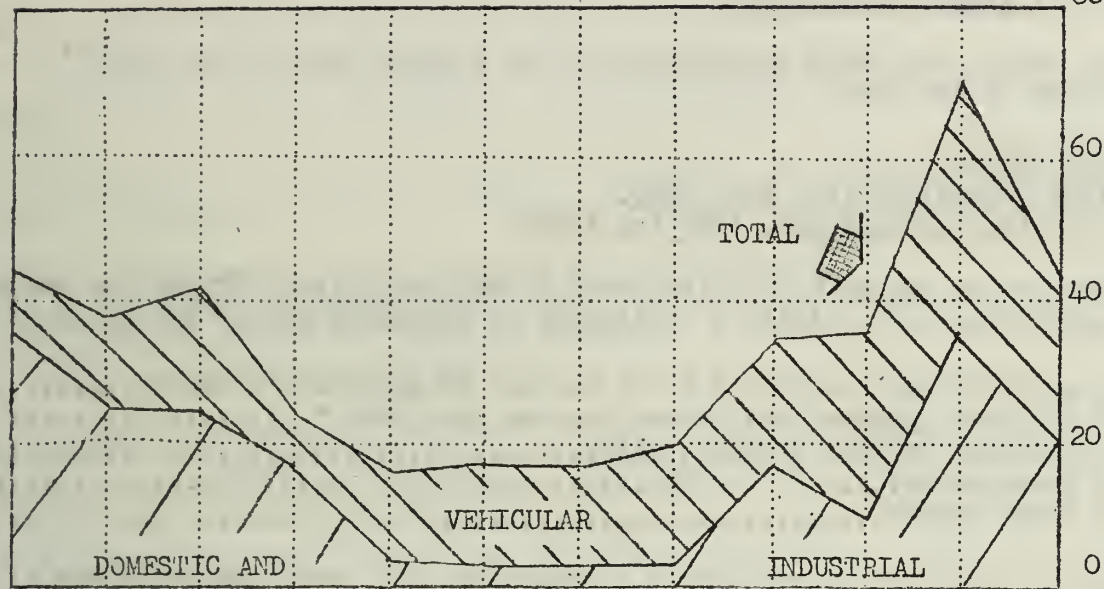 60
TOTAL
40
20
VEHICULAR
DOMESTIC AND INDUSTRIAL 0